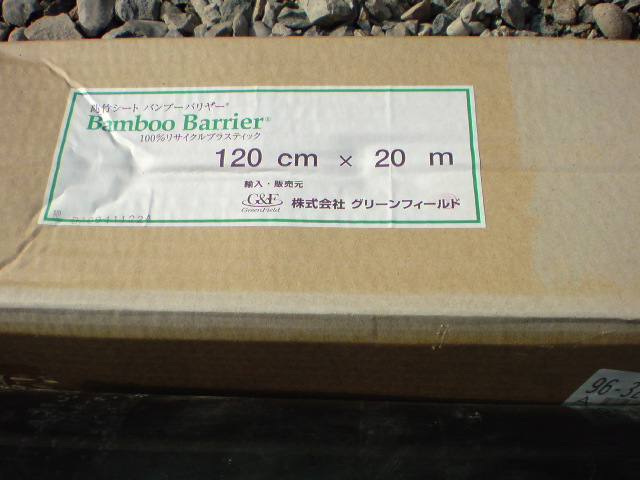 防竹シート バンブーバリヤー®
Bamboo Barrier®
100%リサイクルプラスティック
120 cm × 20 m
輸入・販売元
G&F
GreenField
株式会社 グリーンフィールド